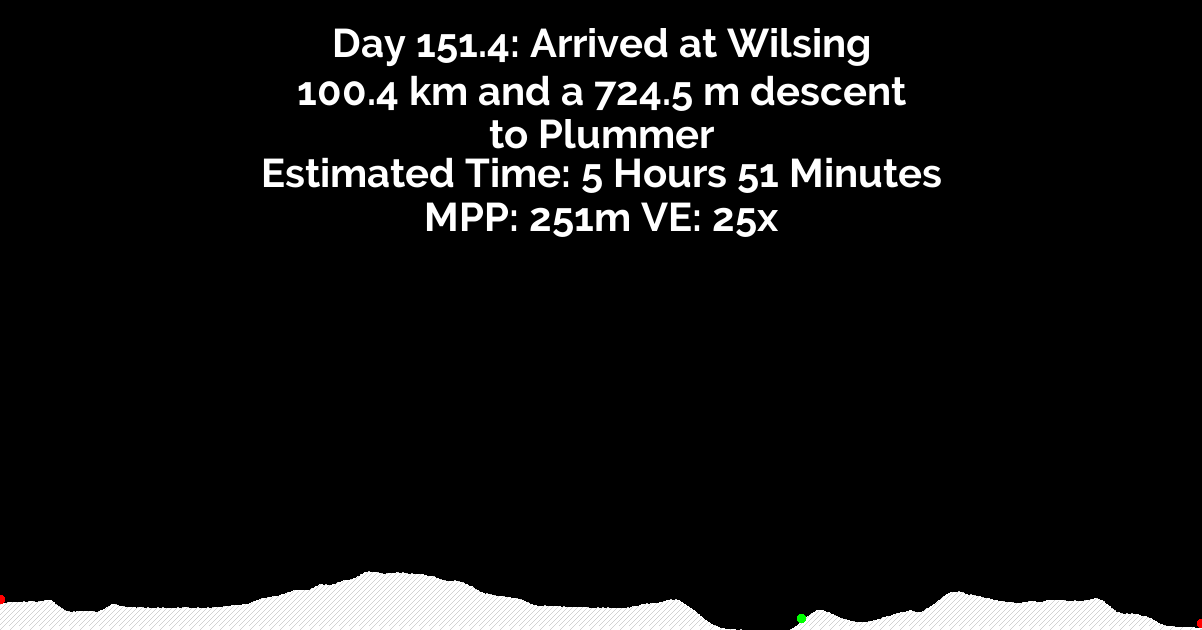 Day 151.4: Arrived at Wilsing
100.4 km and a 724.5 m descent
to Plummer
Estimated Time: 5 Hours 51 Minutes
MPP: 251m VE: 25x